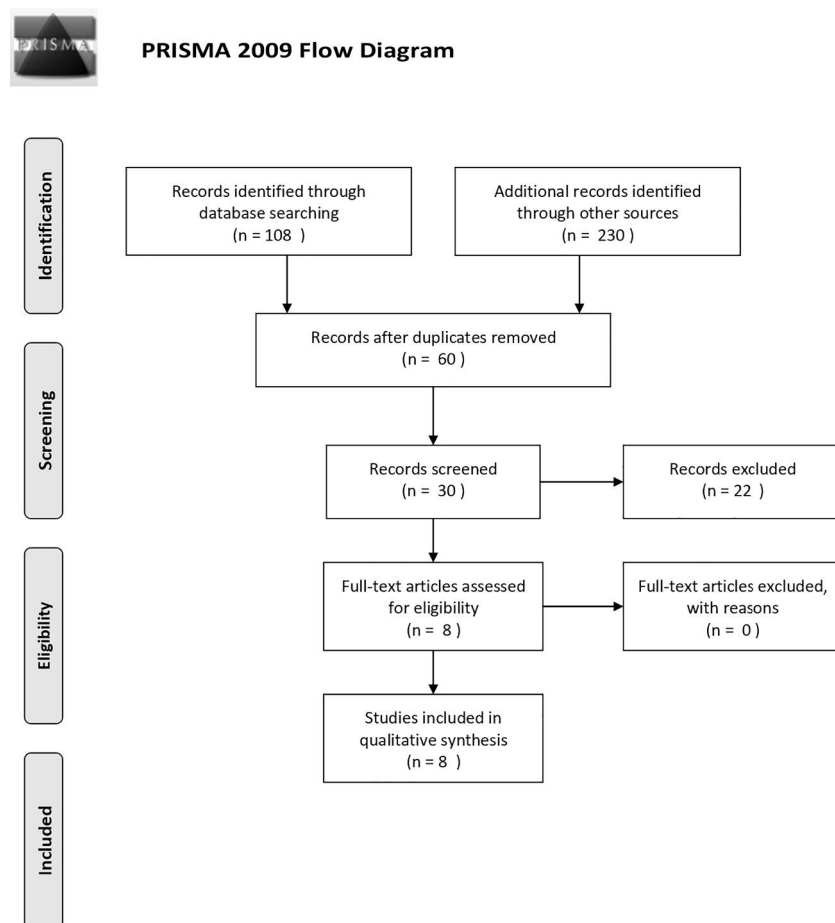 PRISMA
PRISMA 2009 Flow Diagram
Identification
Records identified through
database searching
(n = 108 )
Additional records identified
through other sources
(n = 230 )
Records after duplicates removed
(n = 60 )
Screening
Records screened
(n = 30 )
Records excluded
(n = 22 )
Eligibility
Full-text articles assessed
for eligibility
(n = 8 )
Full-text articles excluded,
with reasons
(n = 0 )
Studies included in
qualitative synthesis
(n = 8 )
Included